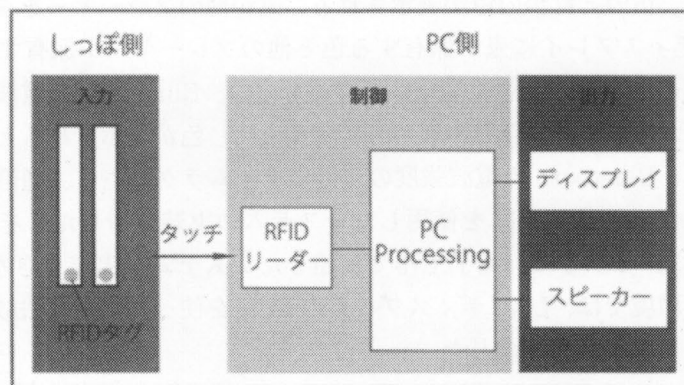 しっぽ側
PC側
入力
制御
出力
タッチ
RFID
リーダー
PC
Processing
ディスプレイ
スピーカー
RFIDタグ